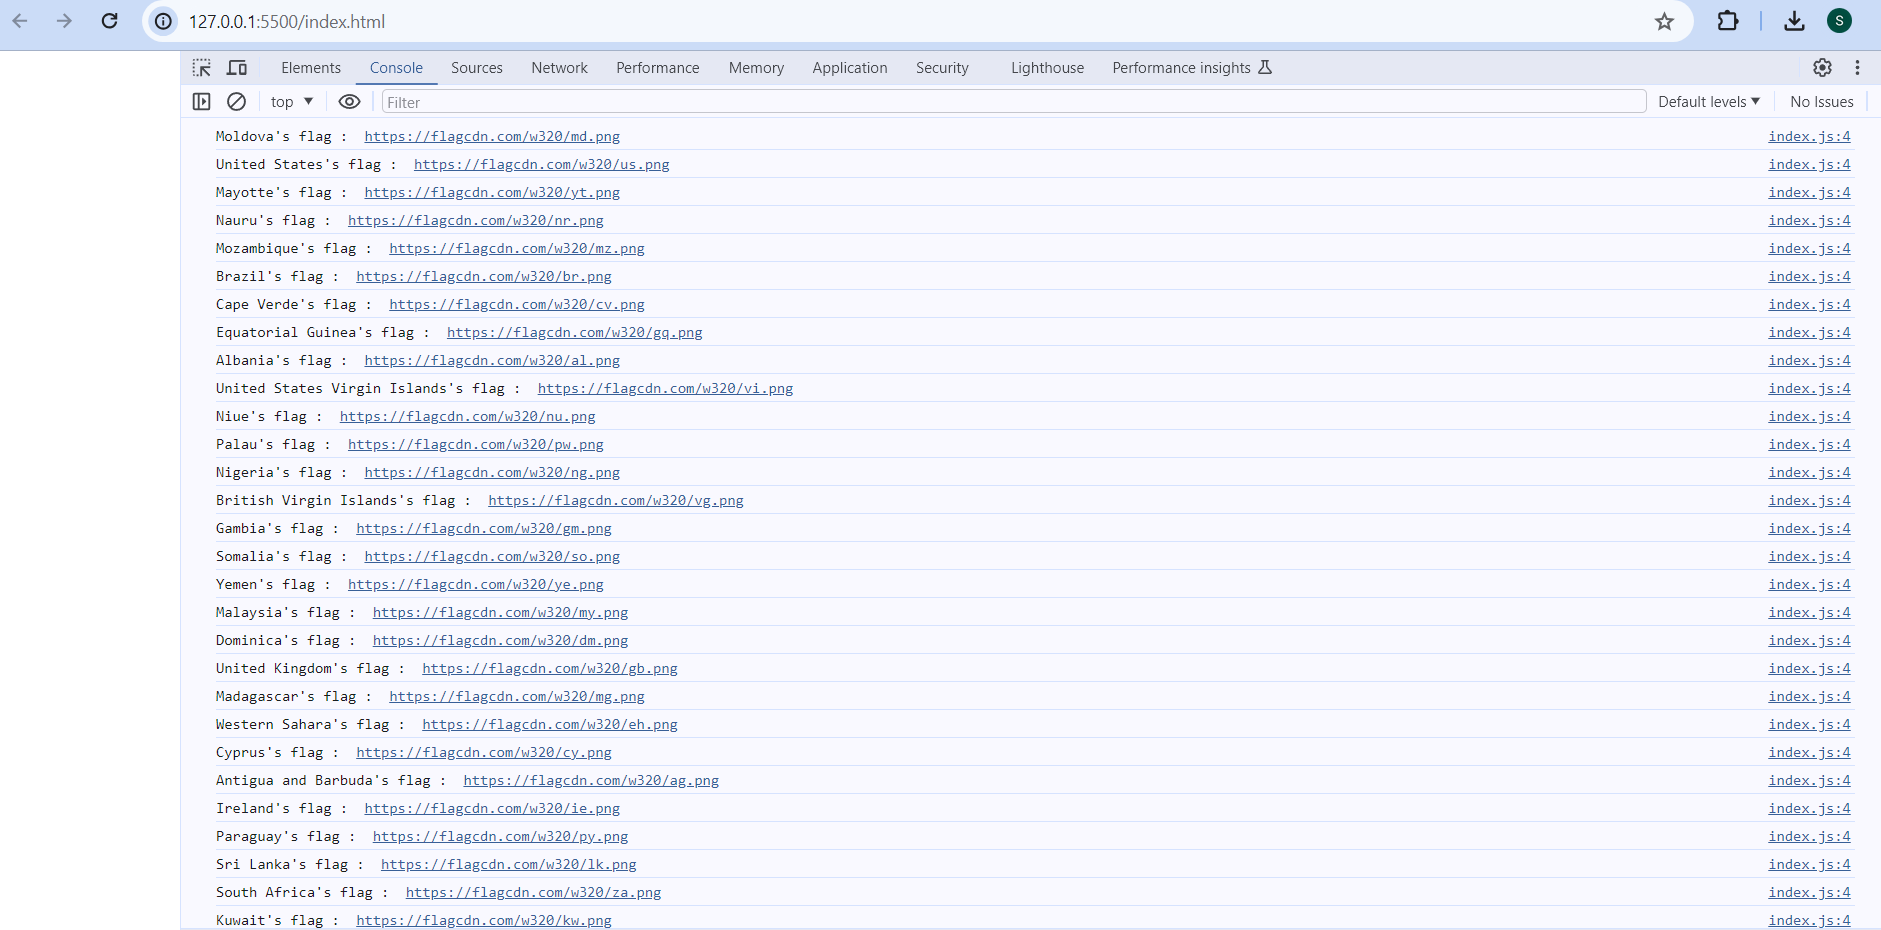 127.0.0.1:5500/index.html
S
Elements Console Sources Network Performance Memory Application Security Lighthouse Performance insights
top Filter Default levels No Issues
Moldova's flag : https://flagcdn.com/w320/md.png index.js:4
United States's flag : https://flagcdn.com/w320/us.png index.js:4
Mayotte's flag : https://flagcdn.com/w320/yt.png index.js:4
Nauru's flag : https://flagcdn.com/w320/nr.png index.js:4
Mozambique's flag : https://flagcdn.com/w320/mz.png index.js:4
Brazil's flag : https://flagcdn.com/w320/br.png index.js:4
Cape Verde's flag : https://flagcdn.com/w320/cv.png index.js:4
Equatorial Guinea's flag : https://flagcdn.com/w320/gq.png index.js:4
Albania's flag : https://flagcdn.com/w320/al.png index.js:4
United States Virgin Islands's flag : https://flagcdn.com/w320/vi.png index.js:4
Niue's flag : https://flagcdn.com/w320/nu.png index.js:4
Palau's flag : https://flagcdn.com/w320/pw.png index.js:4
Nigeria's flag : https://flagcdn.com/w320/ng.png index.js:4
British Virgin Islands's flag : https://flagcdn.com/w320/vg.png index.js:4
Gambia's flag : https://flagcdn.com/w320/gm.png index.js:4
Somalia's flag : https://flagcdn.com/w320/so.png index.js:4
Yemen's flag : https://flagcdn.com/w320/ye.png index.js:4
Malaysia's flag : https://flagcdn.com/w320/my.png index.js:4
Dominica's flag : https://flagcdn.com/w320/dm.png index.js:4
United Kingdom's flag : https://flagcdn.com/w320/gb.png index.js:4
Madagascar's flag : https://flagcdn.com/w320/mg.png index.js:4
Western Sahara's flag : https://flagcdn.com/w320/eh.png index.js:4
Cyprus's flag : https://flagcdn.com/w320/cy.png index.js:4
Antigua and Barbuda's flag : https://flagcdn.com/w320/ag.png index.js:4
Ireland's flag : https://flagcdn.com/w320/ie.png index.js:4
Paraguay's flag : https://flagcdn.com/w320/py.png index.js:4
Sri Lanka's flag : https://flagcdn.com/w320/lk.png index.js:4
South Africa's flag : https://flagcdn.com/w320/za.png index.js:4
Kuwait's flag : https://flagcdn.com/w320/kw.png index.js:4